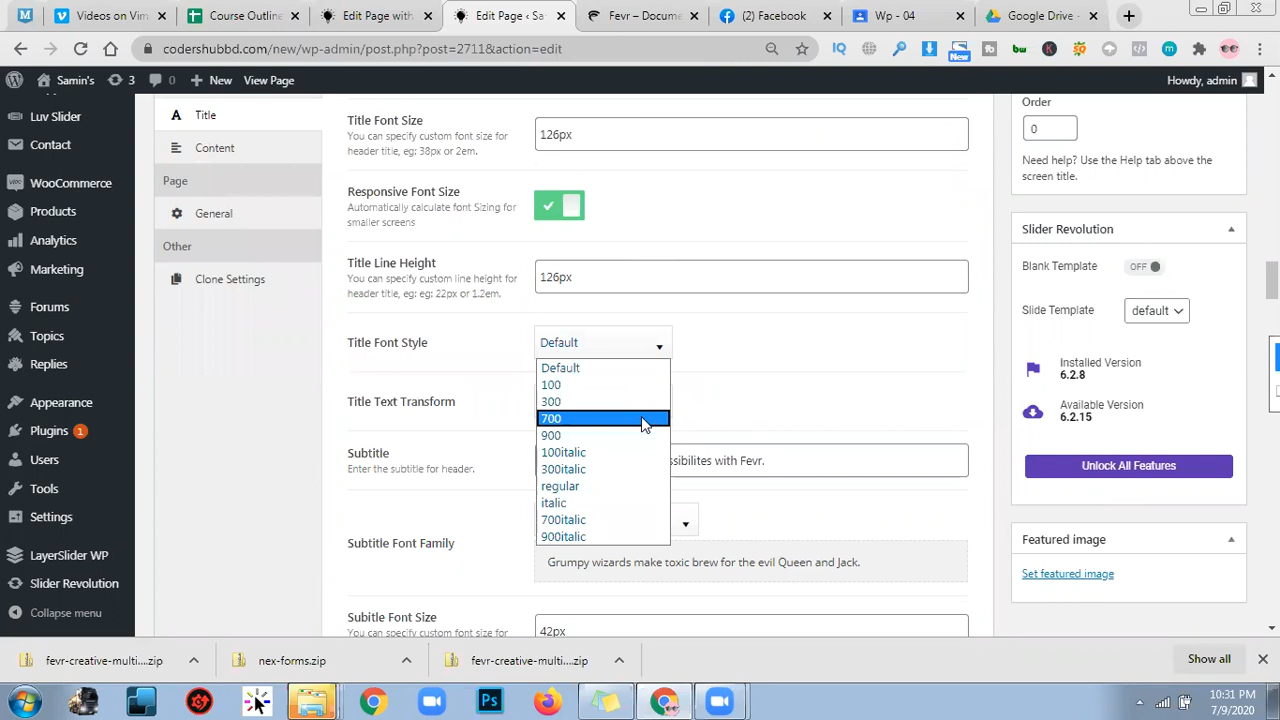 Videos on Vim
Course Outline
Edit Page with
Edit Page ‹ Sa
Fevr – Docume
(2) Facebook
Wp - 04
Google Drive -
codershubbd.com/new/wp-admin/post.php?post=2711&action=edit
Samin's 3 0 New View Page Howdy, admin
Luv Slider
Contact
WooCommerce
Products
Analytics
Marketing
Forums
Topics
Replies
Appearance
Plugins 1
Users
Tools
Settings
LayerSlider WP
Slider Revolution
Collapse menu
Title
Content
Page
General
Other
Clone Settings
Title Font Size
You can specify custom font size for
header title, eg: 38px or 2em.
126px
Responsive Font Size
Automatically calculate font Sizing for
smaller screens
Title Line Height
You can specify custom line height for
header title, eg: eg: 22px or 1.2em.
126px
Title Font Style
Default
Default
100
300
700
900
100italic
300italic
regular
italic
700italic
900italic
Title Text Transform
Subtitle
Enter the subtitle for header.
ssibilites with Fevr.
Subtitle Font Family
Grumpy wizards make toxic brew for the evil Queen and Jack.
Subtitle Font Size
You can specify custom font size for
42px
Order
0
Need help? Use the Help tab above the
screen title.
Slider Revolution
Blank Template OFF
Slide Template default
Installed Version
6.2.8
Available Version
6.2.15
Unlock All Features
Featured image
Set featured image
fevr-creative-multi....zip
nex-forms.zip
fevr-creative-multi....zip
Show all
10:31 PM
7/9/2020